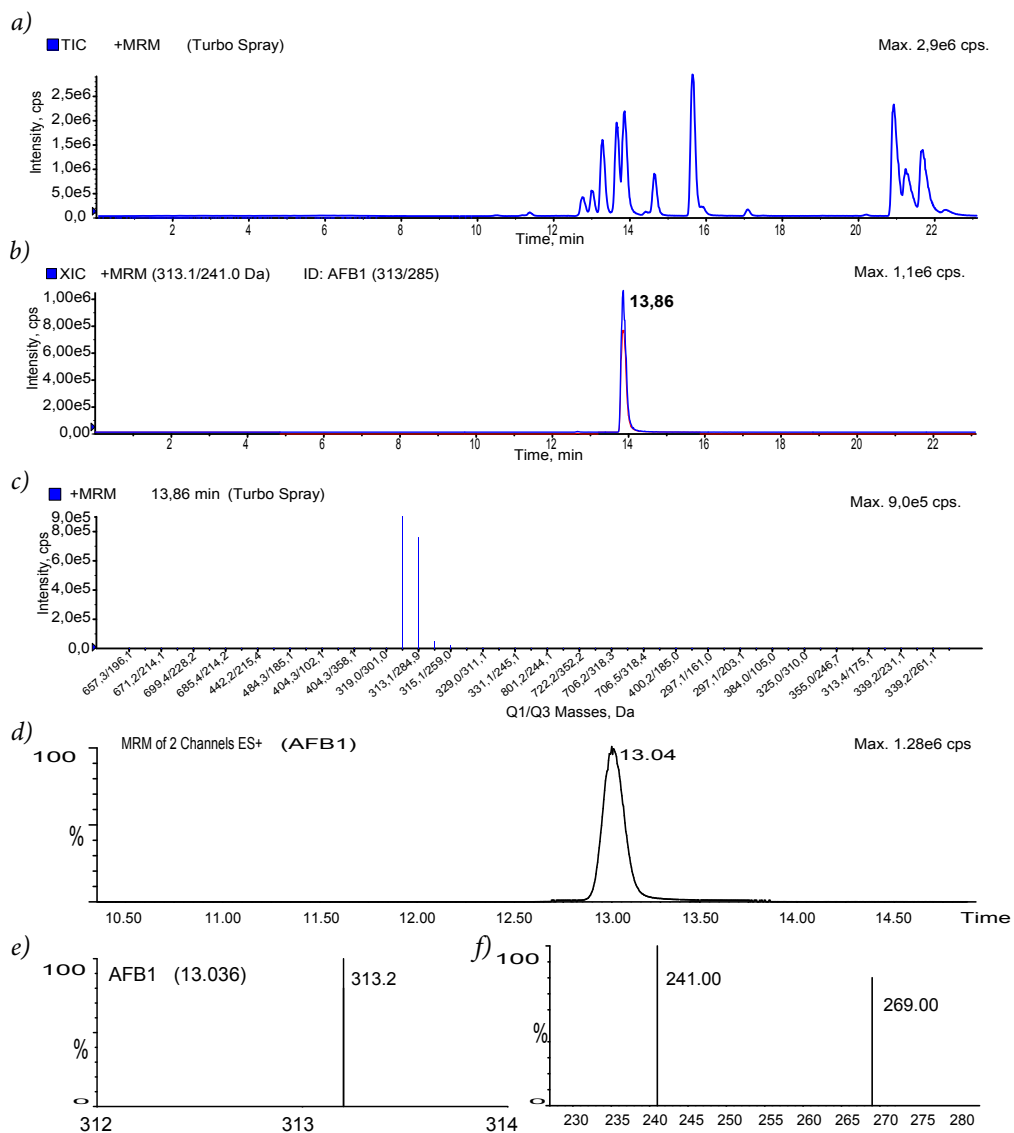 a)
TIC +MRM (Turbo Spray) Max. 2,9e6 cps.
Intensity, cps
2,5e6
2,0e6
1,5e6
1,0e6
5,0e5
0,0
2 4 6 8 10 12 14 16 18 20 22
Time, min
b)
XIC +MRM (313.1/241.0 Da) ID: AFB1 (313/285) Max. 1,1e6 cps.
Intensity, cps
1,00e6
8,00e5
6,00e5
4,00e5
2,00e5
0,00
13,86
2 4 6 8 10 12 14 16 18 20 22
Time, min
c)
+MRM 13,86 min (Turbo Spray) Max. 9,0e5 cps.
Intensity, cps
9,0e5
8,0e5
6,0e5
4,0e5
2,0e5
0,0
657,3/196,1 671,2/214,1 699,4/228,2 685,4/214,2 442,2/215,4 484,3/185,1 404,3/102,1 404,3/358,1 319,0/301,0 313,1/284,9 315,1/259,0 329,0/311,1 331,1/245,1 801,2/244,1 722,2/352,2 706,2/318,3 706,5/318,4 400,2/185,0 297,1/161,0 297,1/203,1 384,0/105,0 325,0/310,0 355,0/246,7 313,4/175,1 339,2/231,1 339,2/261,1
Q1/Q3 Masses, Da
d)
MRM of 2 Channels ES+ (AFB1) Max. 1.28e6 cps
100
%
13.04
10.50 11.00 11.50 12.00 12.50 13.00 13.50 14.00 14.50 Time
e)
100
AFB1 (13.036)
313.2
%
0
312 313 314
f)
100
241.00
269.00
%
0
230 235 240 245 250 255 260 265 270 275 280